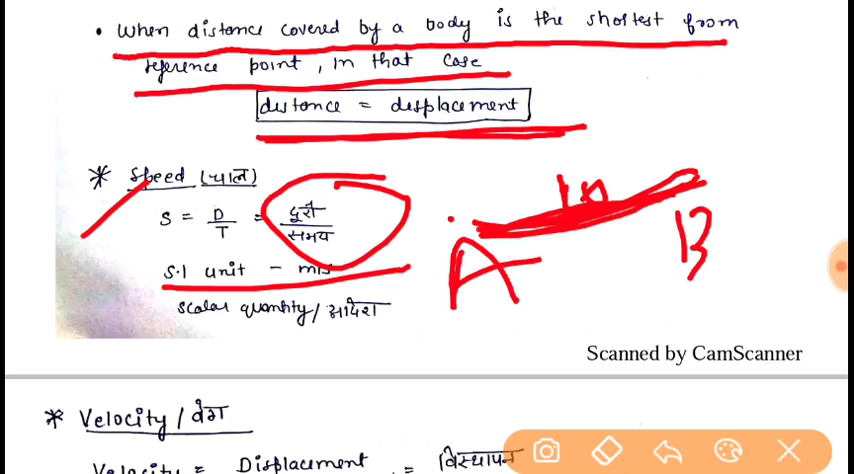 • When distance covered by a body is the shortest from
reference point, in that case
distance = displacement
* Speed (चाल)
S = D/T = दूरी/समय
S.I unit - m/s
Scalar quantity / अदिश
A 10 B
Scanned by CamScanner
* Velocity / वेग
Velocity = Displacement = विस्थापन